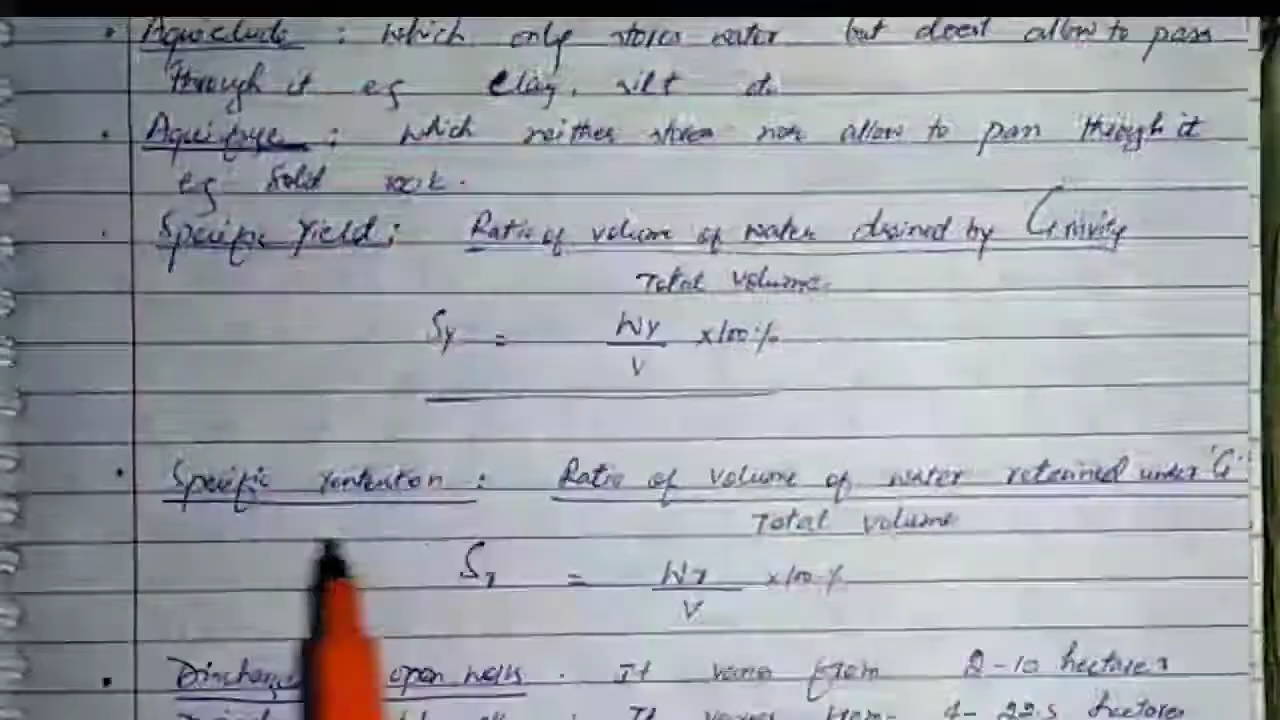 Aquiclude : which only stores water but doest allow to pass
through it eg Clay, silt etc
Aquifuge : which neither stores nor allow to pass through it
eg Solid rock.
Specific Yield : Ratio of volume of water drained by Gravity
Total volume
Sy = Wy x100%
V
Specific retention : Ratio of volume of water retained under 'G'
Total volume
Sr = Wr x100%
V
open wells . It varies from 2-10 hectares
It varies from 4-22.5 hectares